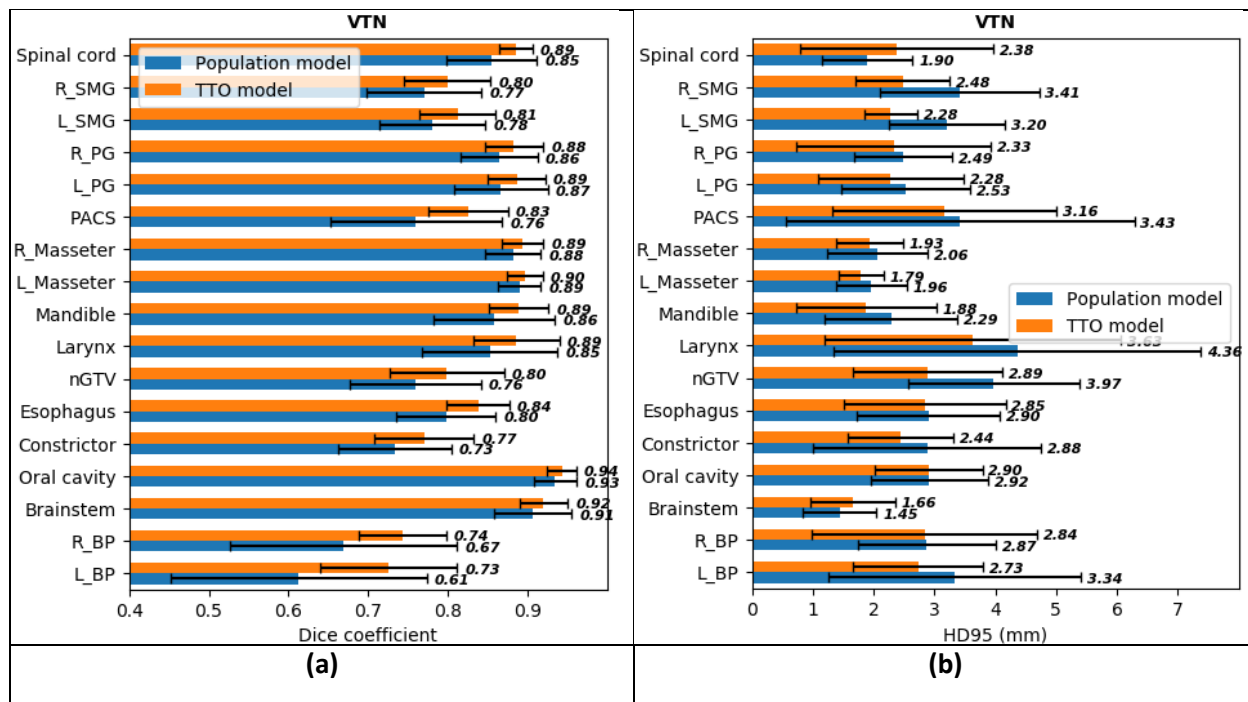 VTN
Spinal cord
R_SMG
L_SMG
R_PG
L_PG
PACS
R_Masseter
L_Masseter
Mandible
Larynx
nGTV
Esophagus
Constrictor
Oral cavity
Brainstem
R_BP
L_BP
Population model
TTO model
0.89
0.85
0.80
0.77
0.81
0.78
0.88
0.86
0.89
0.87
0.83
0.76
0.89
0.88
0.90
0.89
0.89
0.86
0.89
0.85
0.80
0.76
0.84
0.80
0.77
0.73
0.94
0.93
0.92
0.91
0.74
0.67
0.73
0.61
0.4 0.5 0.6 0.7 0.8 0.9
Dice coefficient
(a)
VTN
Spinal cord
R_SMG
L_SMG
R_PG
L_PG
PACS
R_Masseter
L_Masseter
Mandible
Larynx
nGTV
Esophagus
Constrictor
Oral cavity
Brainstem
R_BP
L_BP
Population model
TTO model
2.38
1.90
2.48
3.41
2.28
3.20
2.33
2.49
2.28
2.53
3.16
3.43
1.93
2.06
1.79
1.96
1.88
2.29
3.63
4.36
2.89
3.97
2.85
2.90
2.44
2.88
2.90
2.92
1.66
1.45
2.84
2.87
2.73
3.34
0 1 2 3 4 5 6 7
HD95 (mm)
(b)